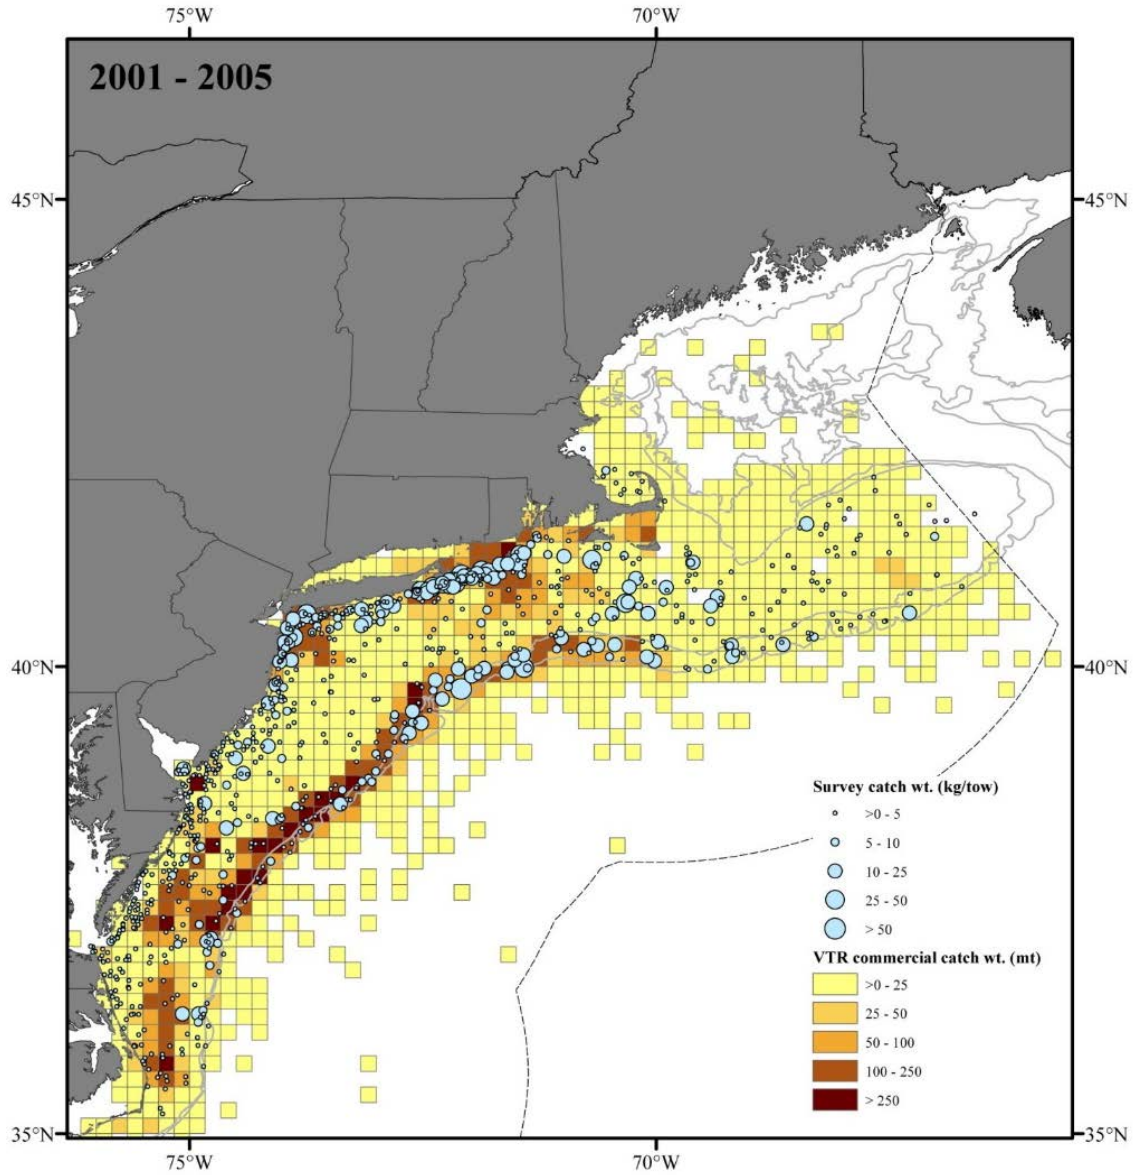 75°W
70°W
2001 - 2005
45°N
45°N
40°N
40°N
Survey catch wt. (kg/tow)
>0 - 5
5 - 10
10 - 25
25 - 50
> 50
VTR commercial catch wt. (mt)
>0 - 25
25 - 50
50 - 100
100 - 250
> 250
35°N
35°N
75°W
70°W